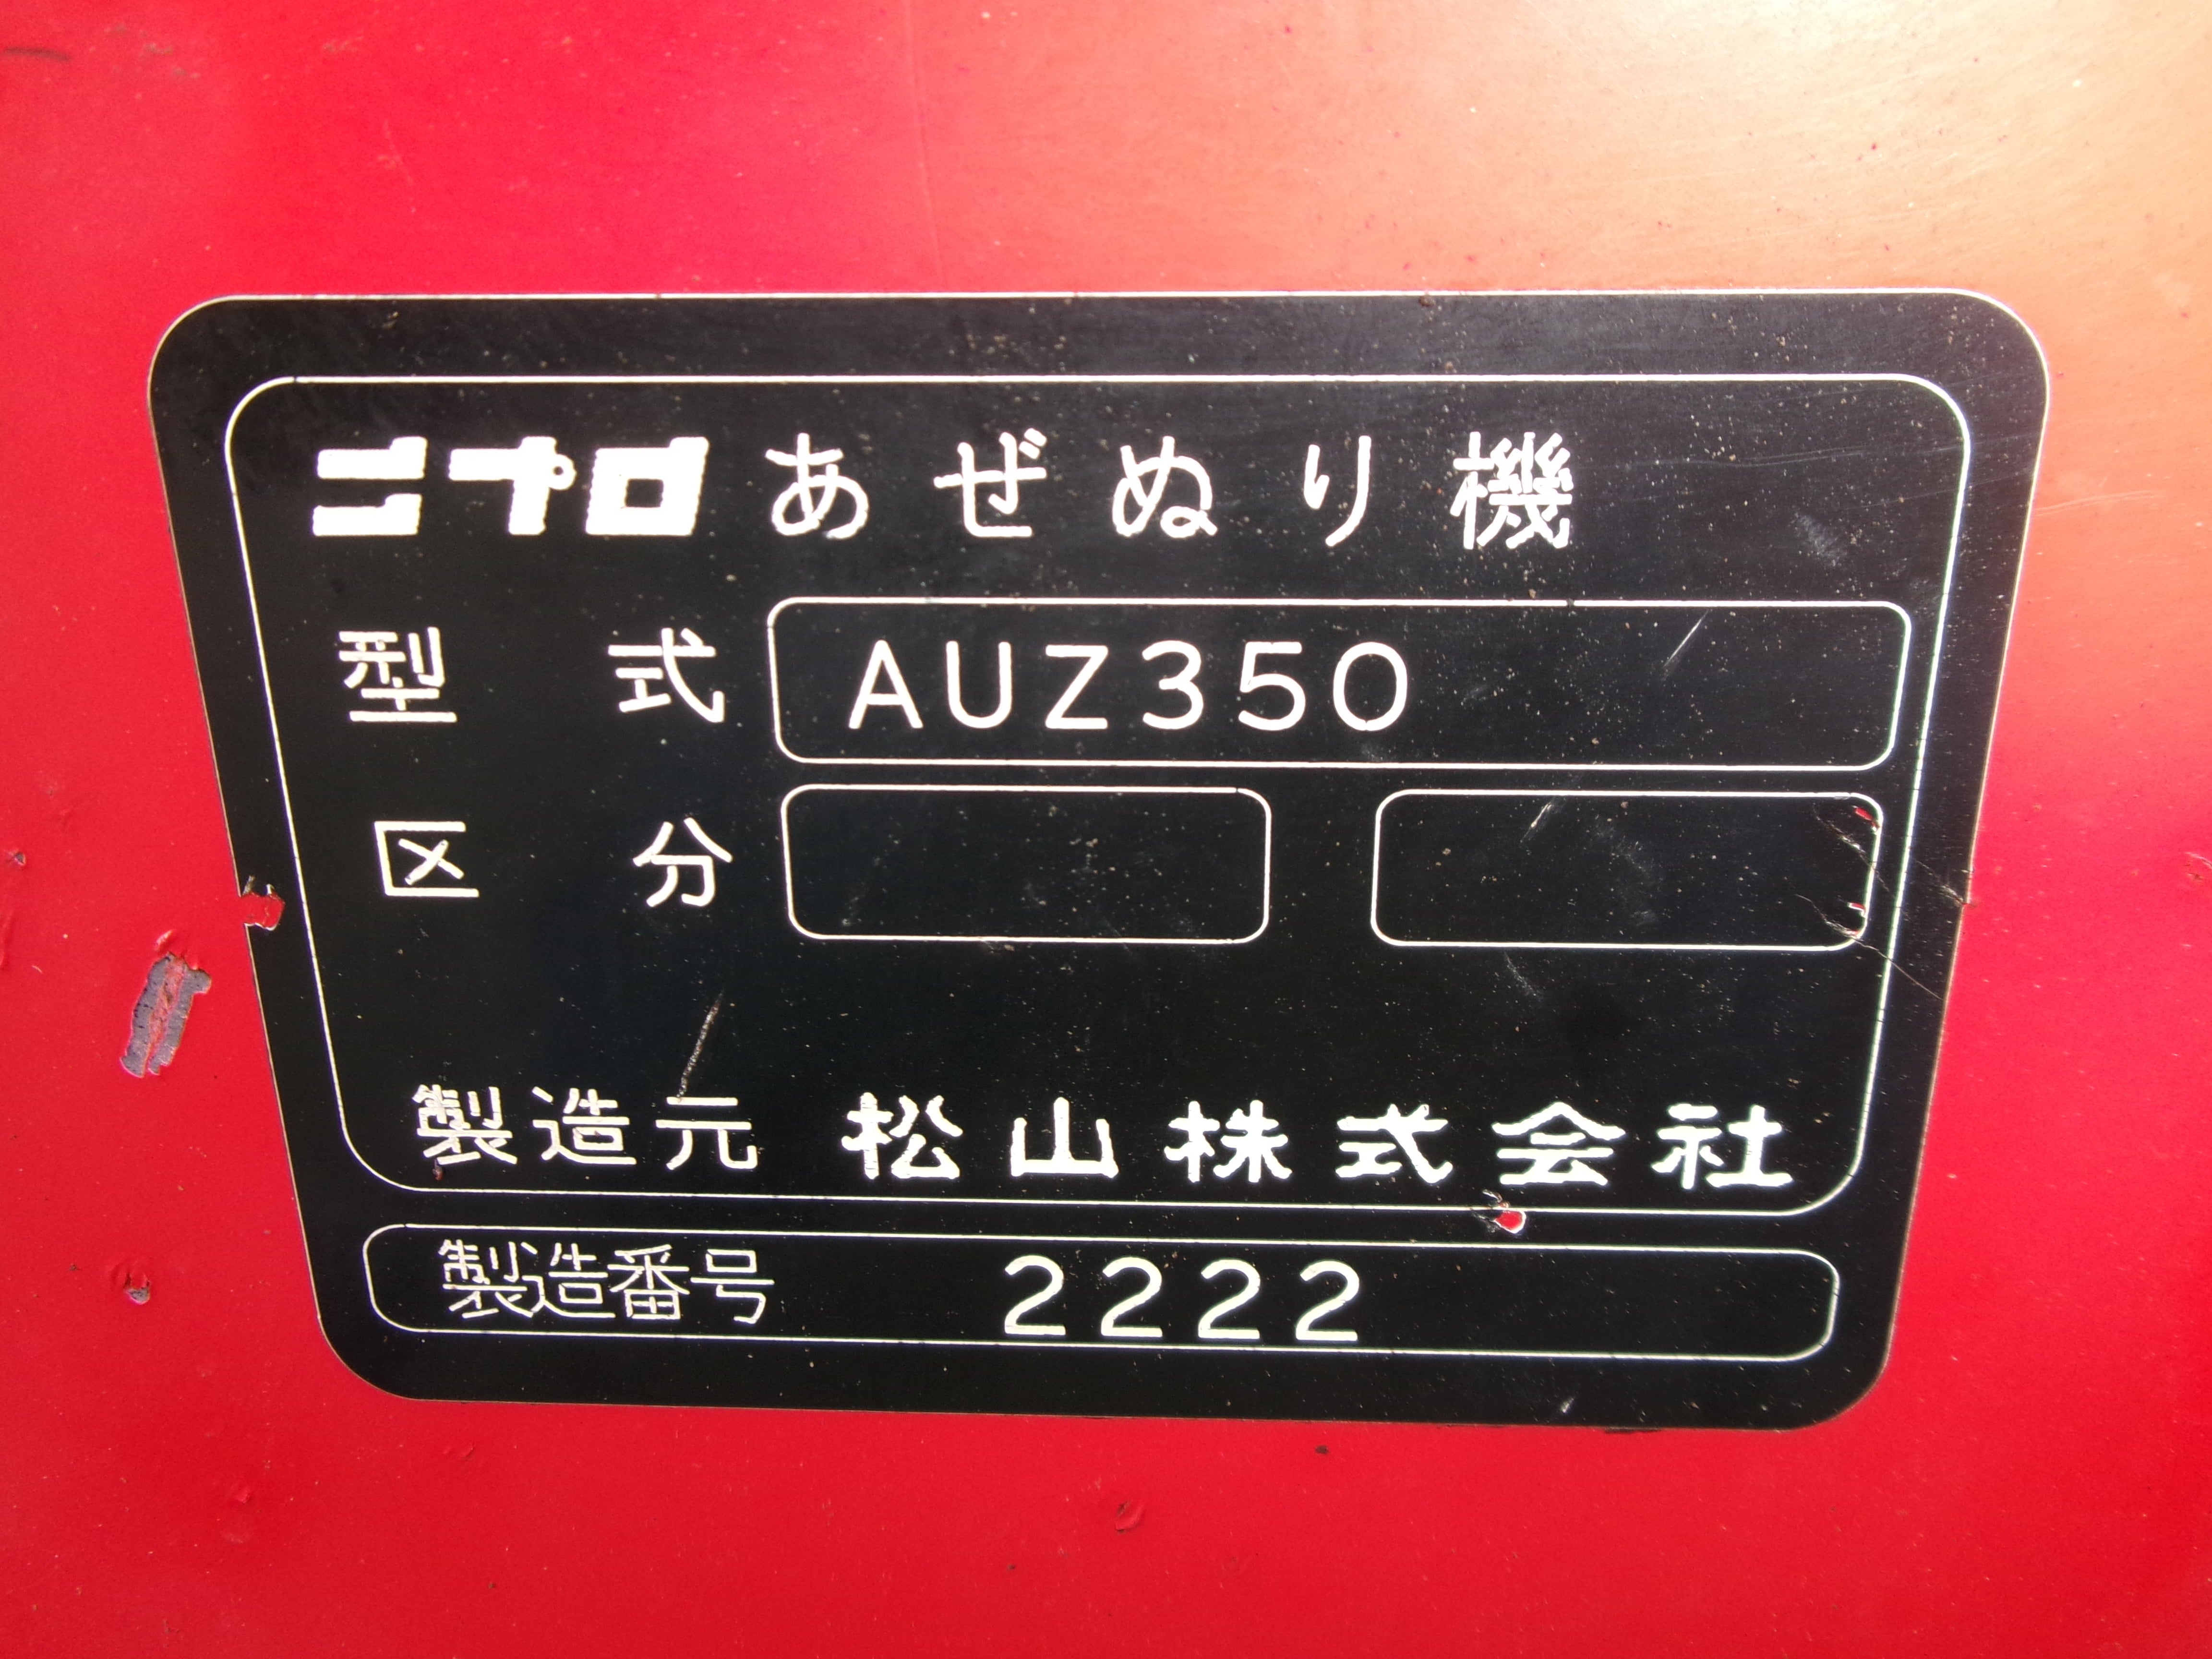 ニプロあぜぬり機
型式 AUZ350
区分
製造元 松山株式会社
製造番号 2222